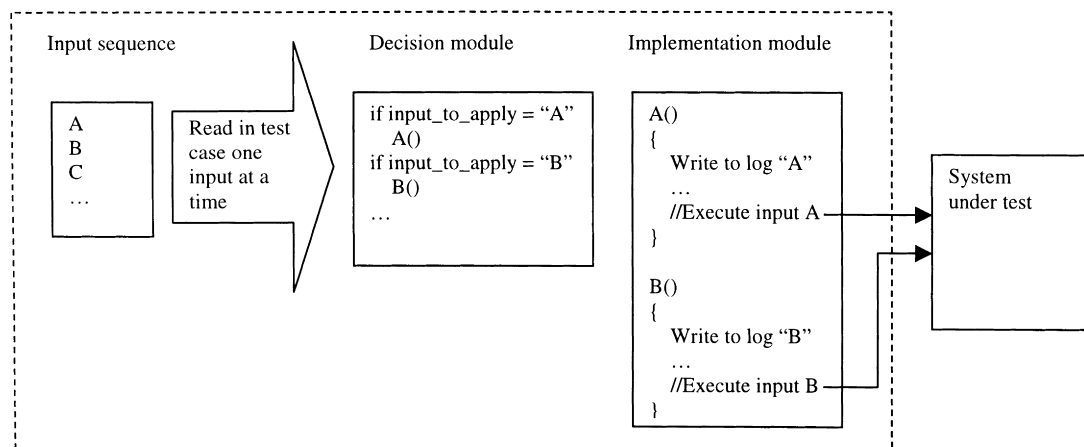 Input sequence
Decision module
Implementation module
A
B
C
…
Read in test
case one
input at a
time
if input_to_apply = “A”
A()
if input_to_apply = “B”
B()
…
A()
{
Write to log “A”
…
//Execute input A
}
B()
{
Write to log “B”
…
//Execute input B
}
System
under test